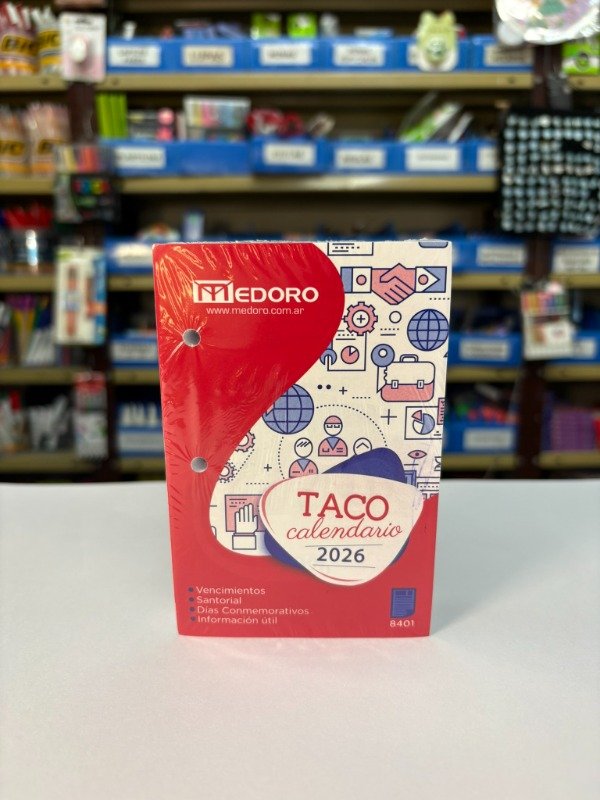 MEDORO
www.medoro.com.ar
TACO
calendario
2026
Vencimientos
Santorial
Días Conmemorativos
Información útil
8401